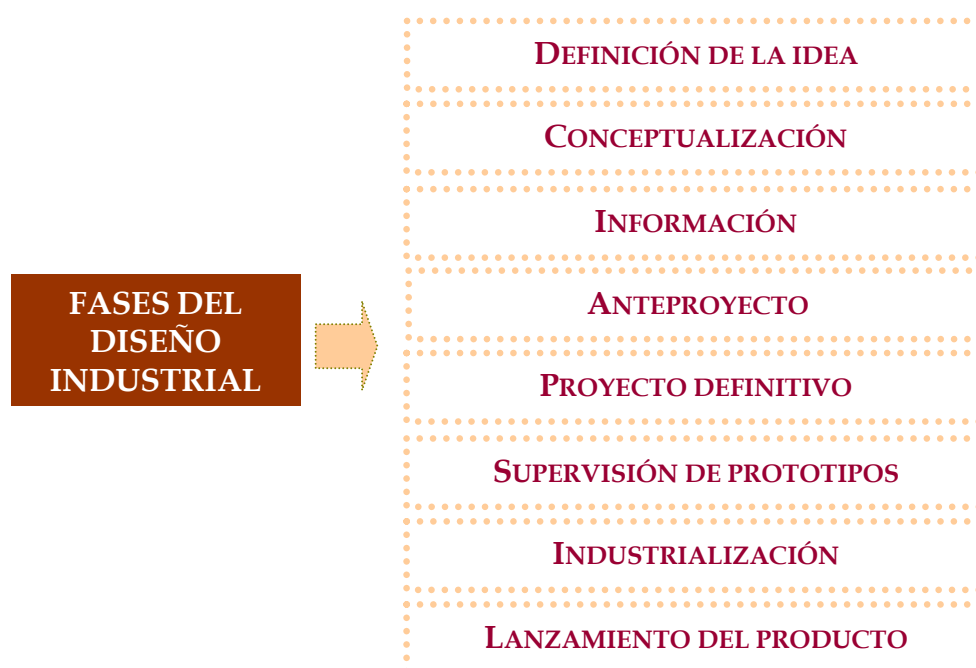 FASES DEL
DISEÑO
INDUSTRIAL
DEFINICIÓN DE LA IDEA
CONCEPTUALIZACIÓN
INFORMACIÓN
ANTEPROYECTO
PROYECTO DEFINITIVO
SUPERVISIÓN DE PROTOTIPOS
INDUSTRIALIZACIÓN
LANZAMIENTO DEL PRODUCTO